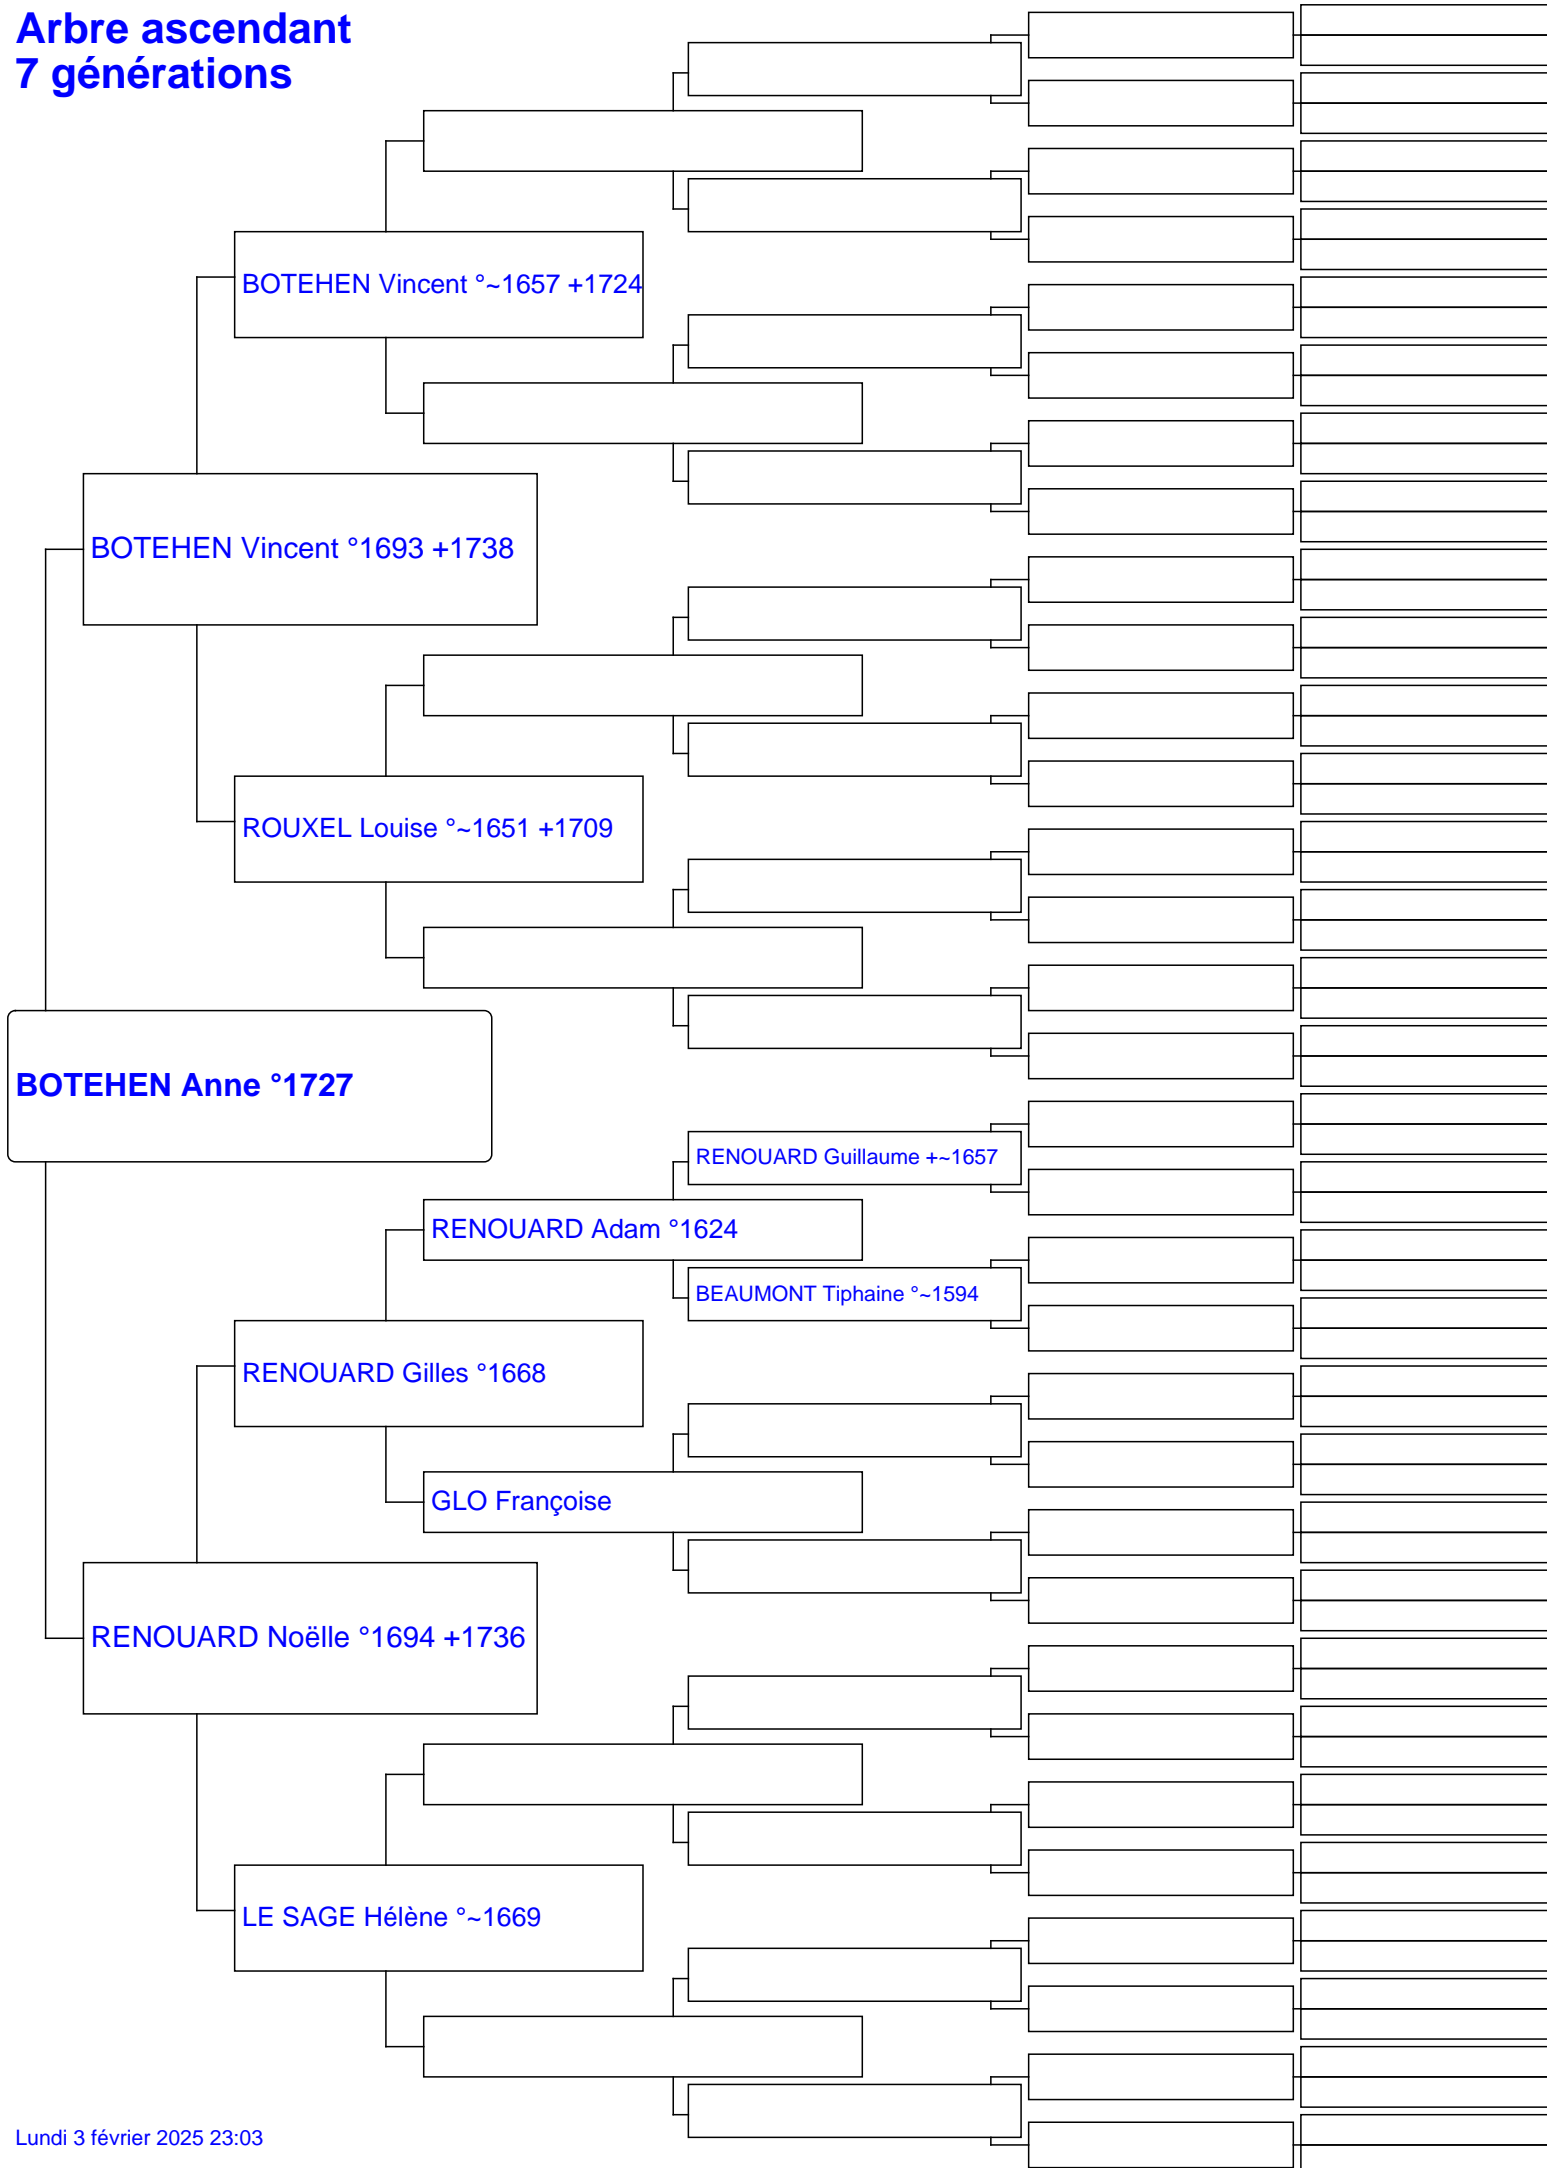 Arbre ascendant
7 générations
BOTEHEN Vincent °~1657 +1724
BOTEHEN Vincent °1693 +1738
ROUXEL Louise °~1651 +1709
BOTEHEN Anne °1727
RENOUARD Guillaume +~1657
RENOUARD Adam °1624
BEAUMONT Tiphaine °~1594
RENOUARD Gilles °1668
GLO Françoise
RENOUARD Noëlle °1694 +1736
LE SAGE Hélène °~1669
Lundi 3 février 2025 23:03